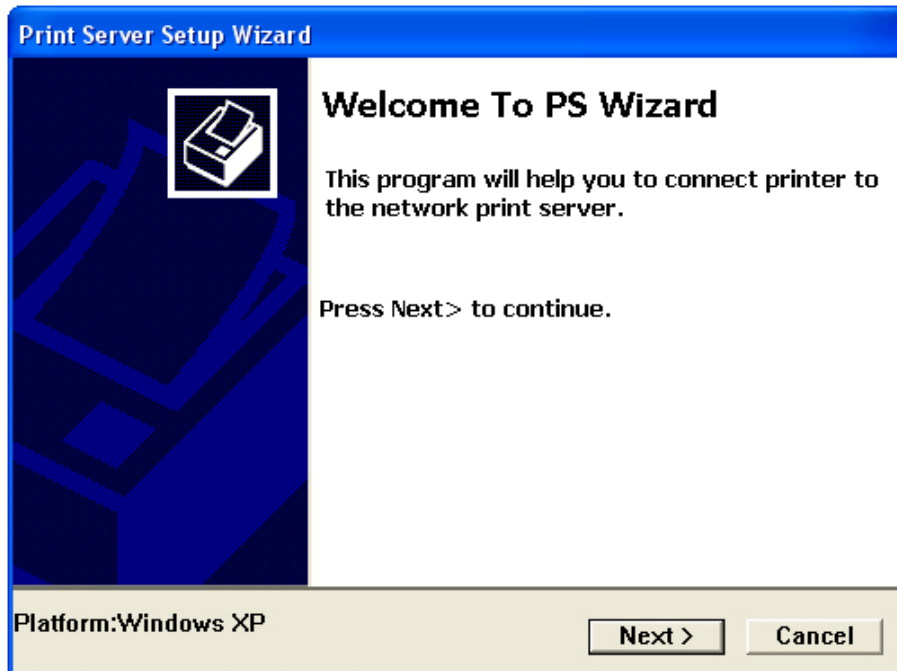 Print Server Setup Wizard
Welcome To PS Wizard
This program will help you to connect printer to
the network print server.
Press Next> to continue.
Platform:Windows XP
Next >
Cancel